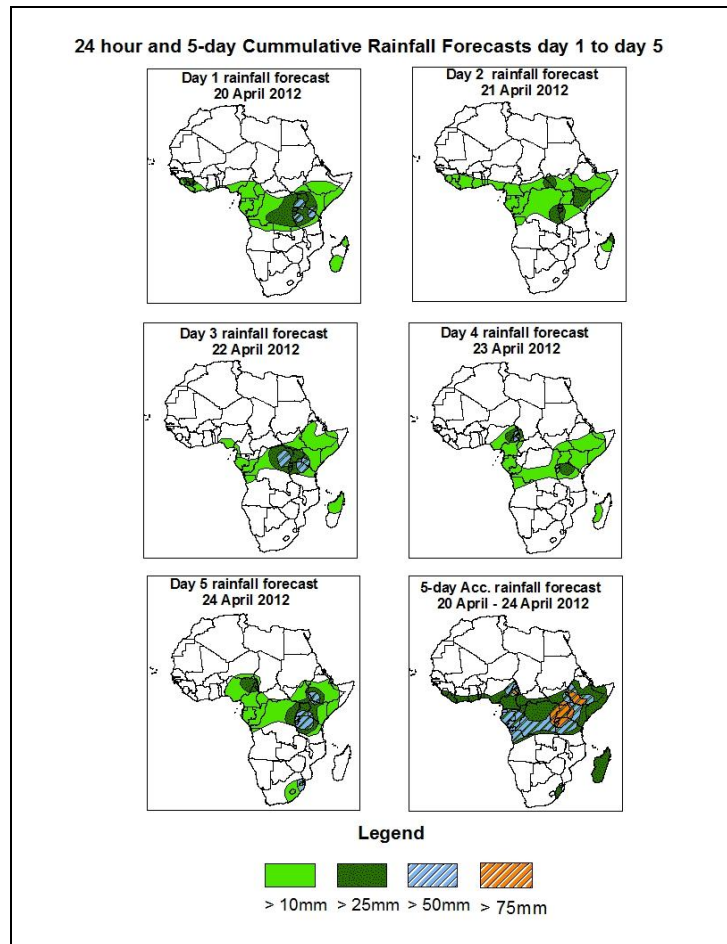 24 hour and 5-day Cummulative Rainfall Forecasts day 1 to day 5
Day 1 rainfall forecast
20 April 2012
Day 2 rainfall forecast
21 April 2012
Day 3 rainfall forecast
22 April 2012
Day 4 rainfall forecast
23 April 2012
Day 5 rainfall forecast
24 April 2012
5-day Acc. rainfall forecast
20 April - 24 April 2012
Legend
> 10mm > 25mm > 50mm > 75mm